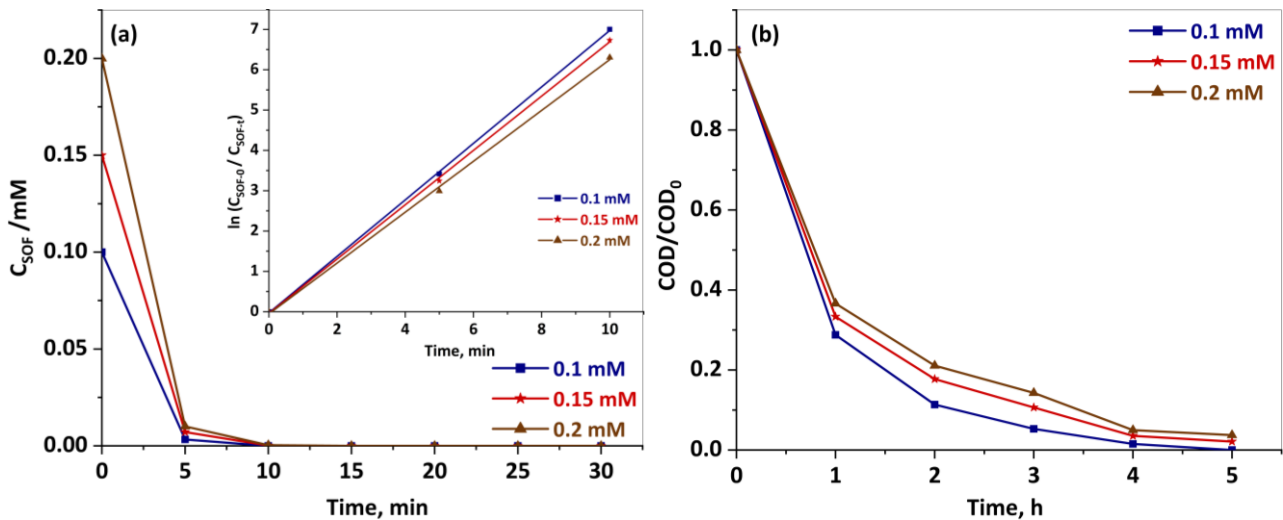 (a)
C_SOF /mM
0.20
0.15
0.10
0.05
0.00
0 5 10 15 20 25 30
Time, min
0.1 mM
0.15 mM
0.2 mM
ln (C_SOF-0 / C_SOF-t)
7
6
5
4
3
2
1
0
0 2 4 6 8 10
Time, min
0.1 mM
0.15 mM
0.2 mM
(b)
COD/COD₀
1.0
0.8
0.6
0.4
0.2
0.0
0 1 2 3 4 5
Time, h
0.1 mM
0.15 mM
0.2 mM